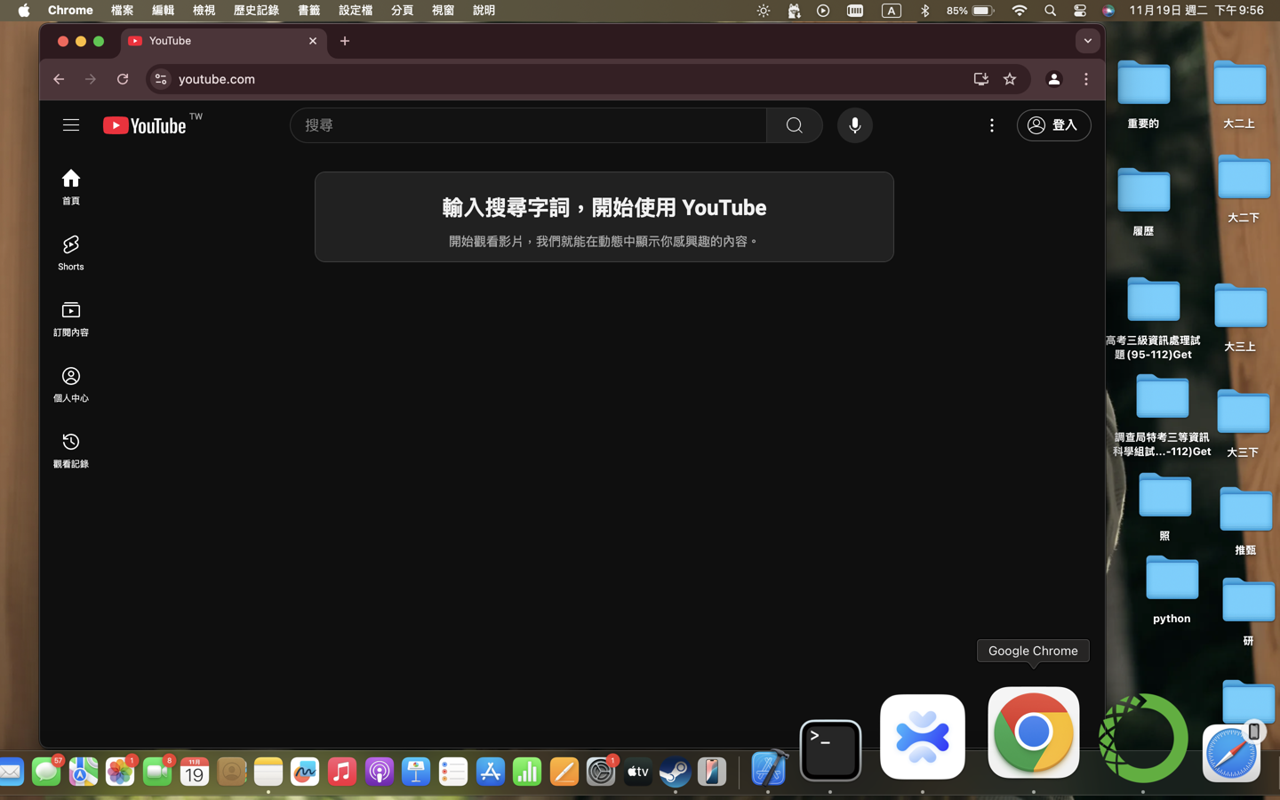 Chrome 檔案 編輯 檢視 歷史記錄 書籤 設定檔 分頁 視窗 說明 A 85% 11月19日 週二 下午9:56
YouTube
youtube.com
YouTube TW
搜尋
登入
首頁
Shorts
訂閱內容
個人中心
觀看記錄
輸入搜尋字詞，開始使用 YouTube
開始觀看影片，我們就能在動態中顯示你感興趣的內容。
重要的
大二上
履歷
大二下
高考三級資訊處理試
題(95-112)Get
大三上
調查局特考三等資訊
科學組試...-112)Get
大三下
照
推甄
python
研
Google Chrome
>_
57
1
8
11月
19
1
tv